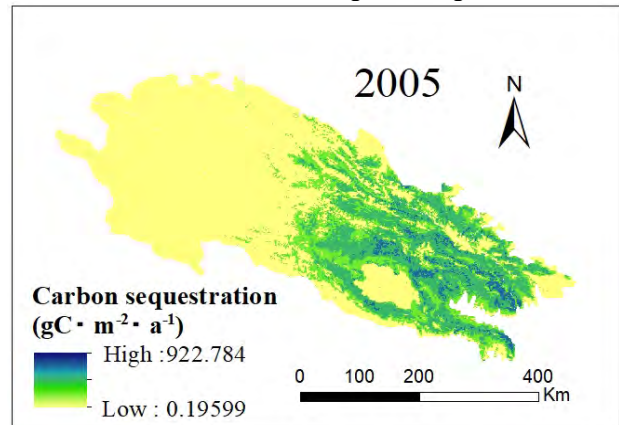 2005
N
Carbon sequestration
(gC· m⁻²· a⁻¹)
High :922.784
Low : 0.19599
0 100 200 400
Km